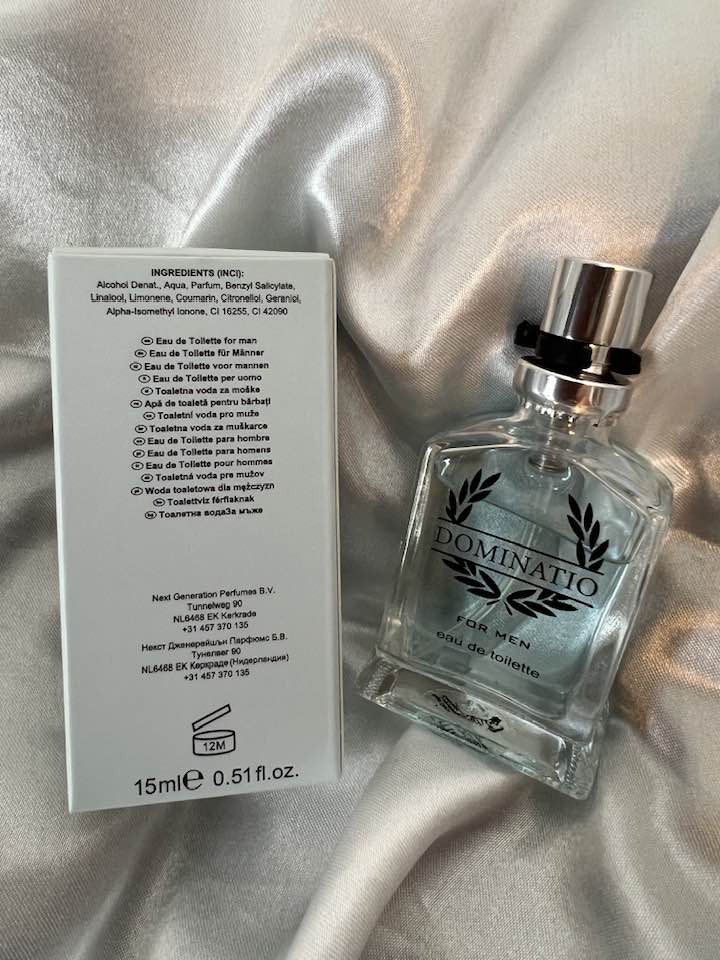 INGREDIENTS (INCI):
Alcohol Denat., Aqua, Parfum, Benzyl Salicylate,
Linalool, Limonene, Coumarin, Citronellol, Geraniol,
Alpha-Isomethyl Ionone, CI 16255, CI 42090
Eau de Toilette for man
Eau de Toilette für Männer
Eau de Toilette voor mannen
Eau de Toilette per uomo
Toaletna voda za moške
Apă de toaletă pentru bărbați
Toaletní voda pro muže
Toaletna voda za muškarce
Eau de Toilette para hombre
Eau de Toilette para homens
Eau de Toilette pour hommes
Toaletná voda pre mužov
Woda toaletowa dla mężczyzn
Toalettvíz férfiaknak
Тоалетна водаЗа мъже
Next Generation Perfumes B.V.
Tunnelweg 90
NL6468 EK Kerkrade
+31 457 370 135
Некст Дженерейшън Парфюмс Б.В.
Тунелвег 90
NL6468 EK Керкраде (Нидерландия)
+31 457 370 135
12M
15ml℮ 0.51fl.oz.
DOMINATIO
FOR MEN
eau de toilette